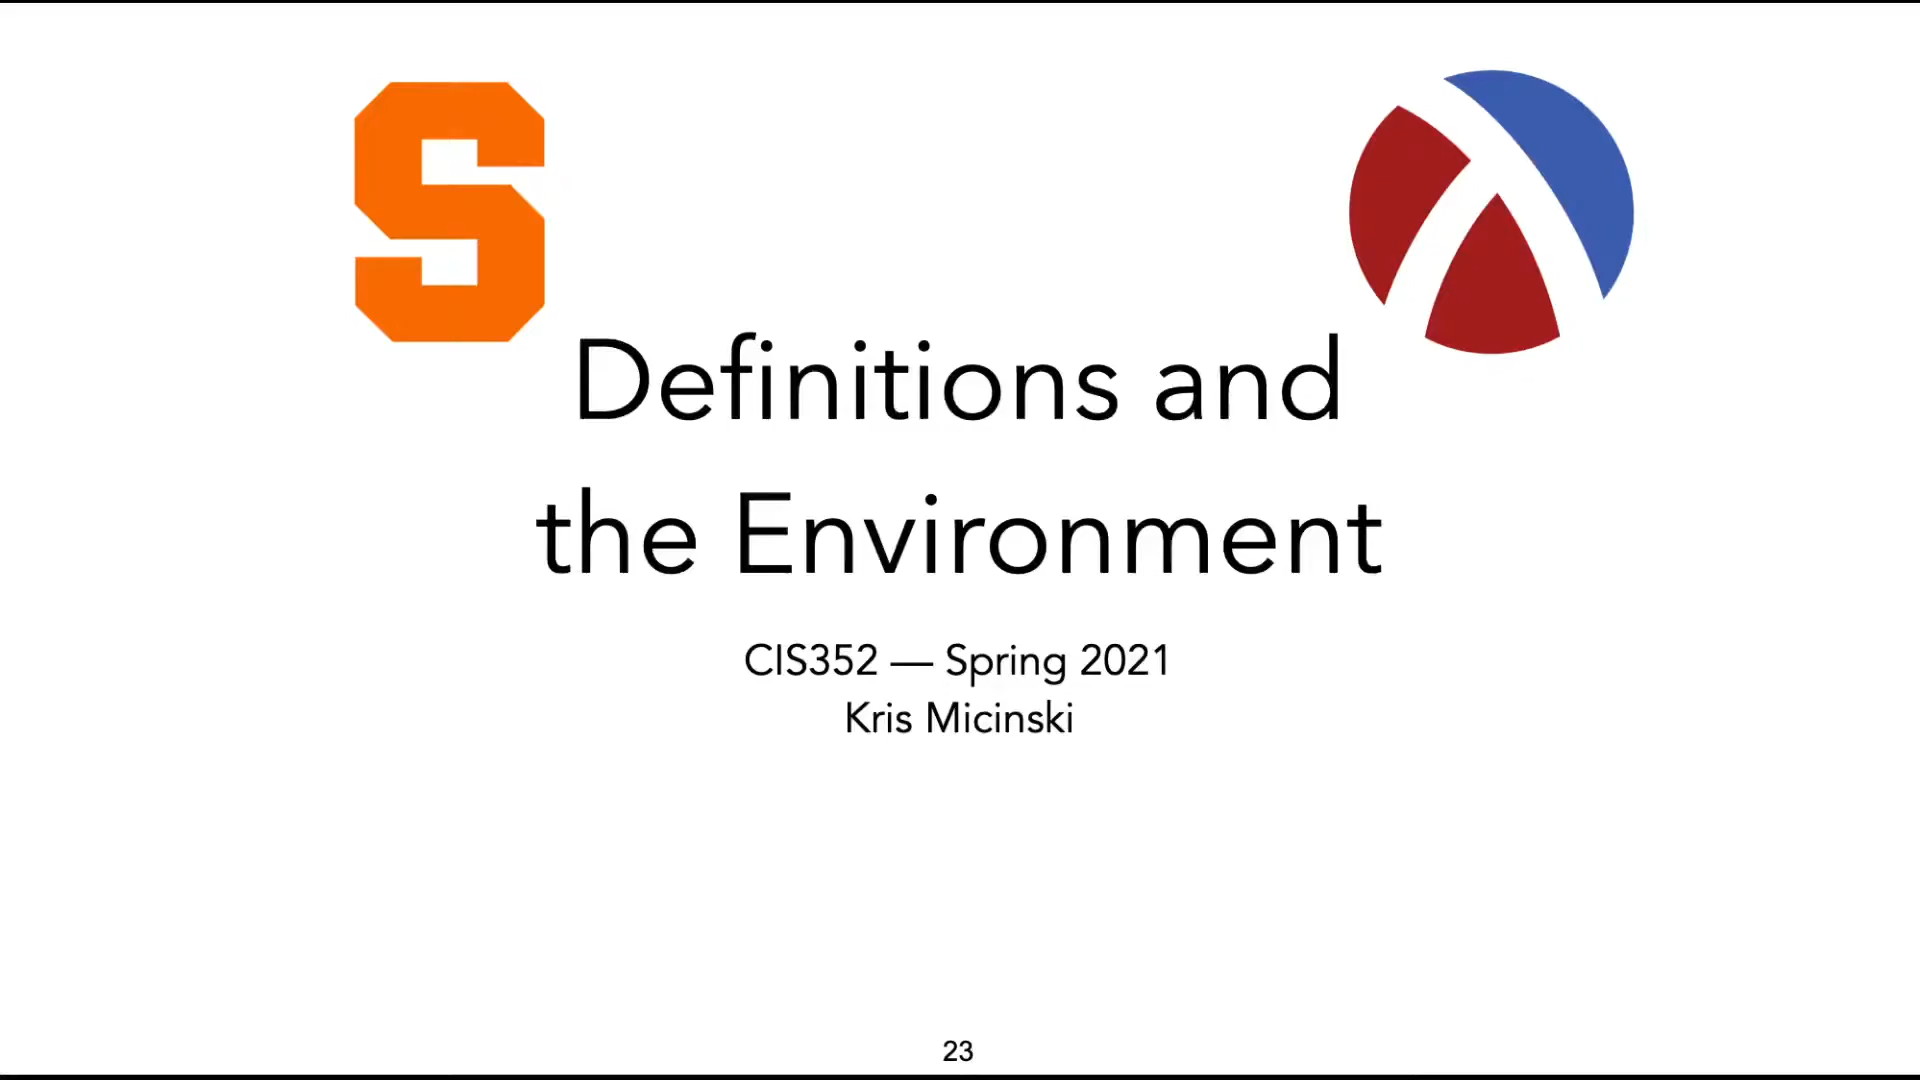 S
Definitions and
the Environment
CIS352 — Spring 2021
Kris Micinski
23